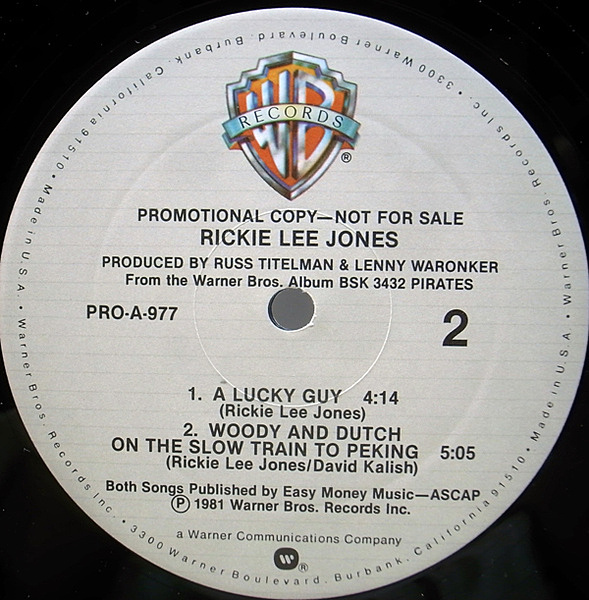 WB
RECORDS
®
PROMOTIONAL COPY—NOT FOR SALE
RICKIE LEE JONES
PRODUCED BY RUSS TITELMAN & LENNY WARONKER
From the Warner Bros. Album BSK 3432 PIRATES
PRO-A-977
2
1. A LUCKY GUY 4:14
(Rickie Lee Jones)
2. WOODY AND DUTCH
ON THE SLOW TRAIN TO PEKING 5:05
(Rickie Lee Jones/David Kalish)
Both Songs Published by Easy Money Music—ASCAP
Ⓟ 1981 Warner Bros. Records Inc.
a Warner Communications Company
®
Made in U.S.A. • Warner Bros. Records Inc. • 3300 Warner Boulevard, Burbank, California 91510 • Made in U.S.A. • Warner Bros. Records Inc. • 3300 Warner Boulevard, Burbank, California 91510 •